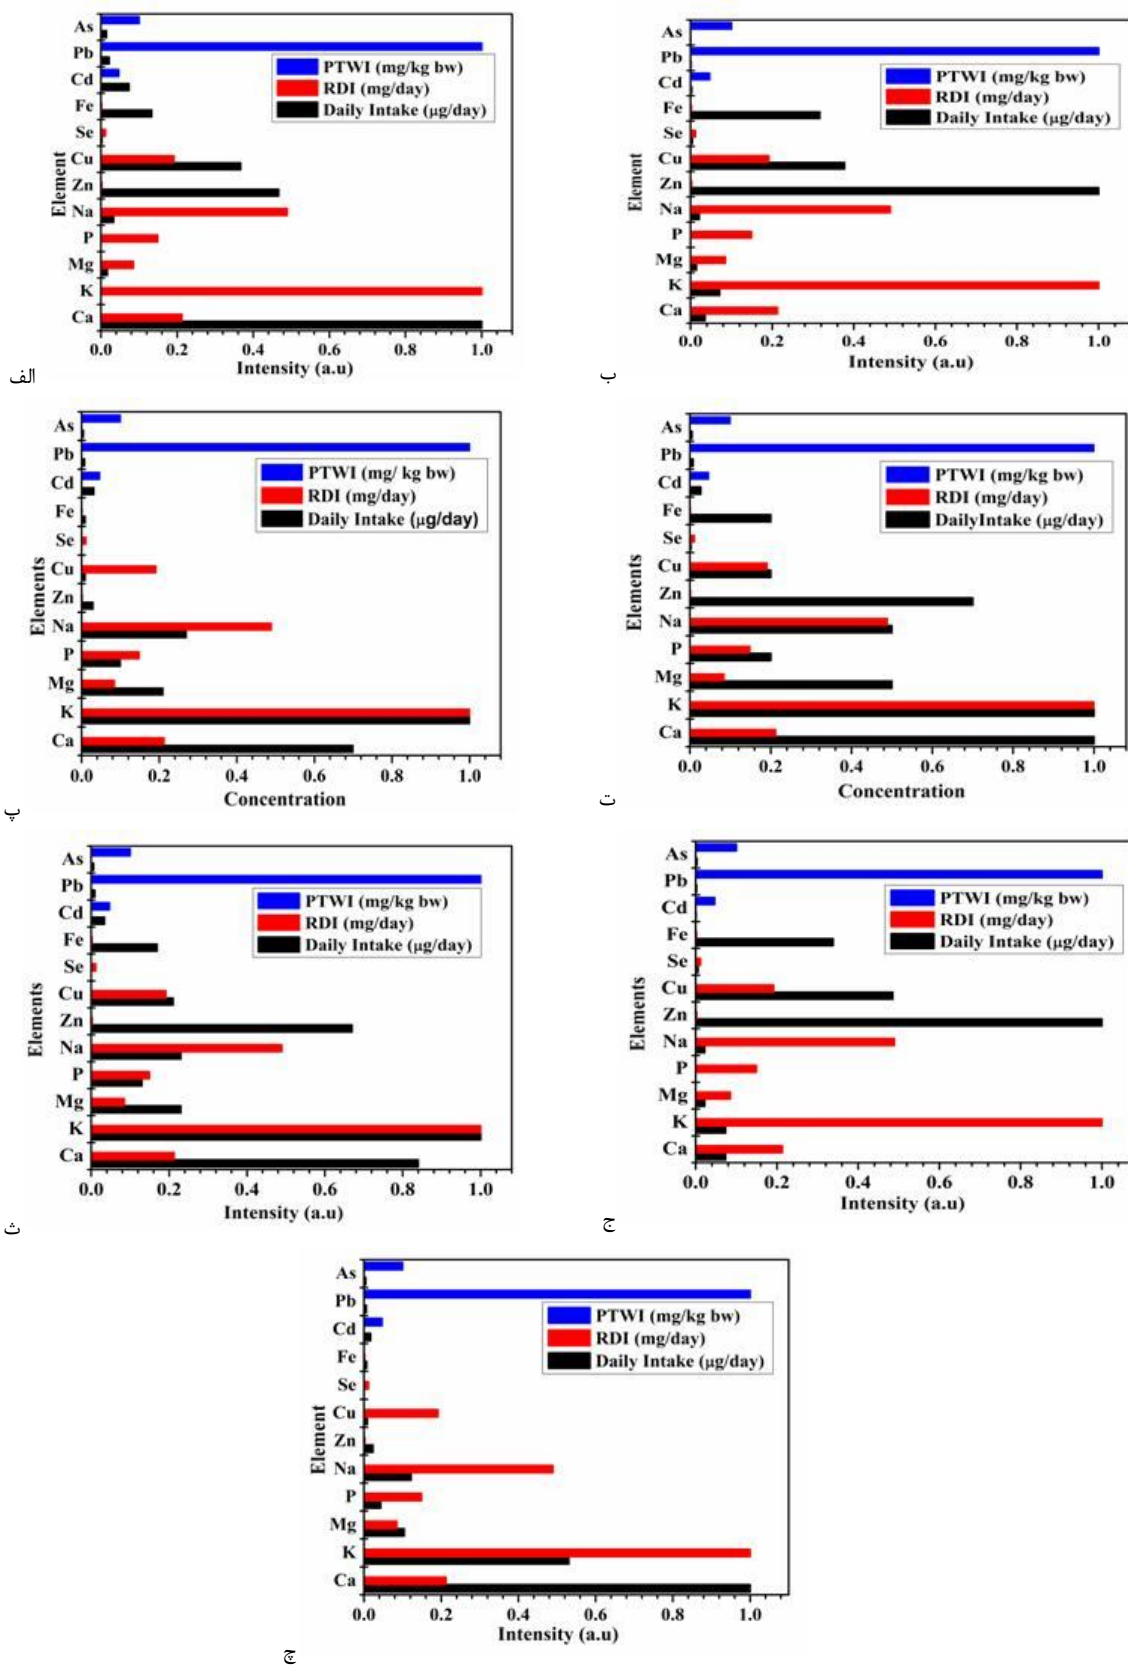 As
Pb
Cd
Fe
Se
Cu
Zn
Na
P
Mg
K
Ca
Element
PTWI (mg/kg bw)
RDI (mg/day)
Daily Intake (µg/day)
0.0 0.2 0.4 0.6 0.8 1.0
Intensity (a.u)
الف
As
Pb
Cd
Fe
Se
Cu
Zn
Na
P
Mg
K
Ca
Element
PTWI (mg/kg bw)
RDI (mg/day)
Daily Intake (µg/day)
0.0 0.2 0.4 0.6 0.8 1.0
Intensity (a.u)
ب
As
Pb
Cd
Fe
Se
Cu
Zn
Na
P
Mg
K
Ca
Elements
PTWI (mg/ kg bw)
RDI (mg/day)
Daily Intake (µg/day)
0.0 0.2 0.4 0.6 0.8 1.0
Concentration
پ
As
Pb
Cd
Fe
Se
Cu
Zn
Na
P
Mg
K
Ca
Elements
PTWI (mg/kg bw)
RDI (mg/day)
DailyIntake (µg/day)
0.0 0.2 0.4 0.6 0.8 1.0
Concentration
ت
As
Pb
Cd
Fe
Se
Cu
Zn
Na
P
Mg
K
Ca
Elements
PTWI (mg/kg bw)
RDI (mg/day)
Daily Intake (µg/day)
0.0 0.2 0.4 0.6 0.8 1.0
Intensity (a.u)
ث
As
Pb
Cd
Fe
Se
Cu
Zn
Na
P
Mg
K
Ca
Elements
PTWI (mg/kg bw)
RDI (mg/day)
Daily Intake (µg/day)
0.0 0.2 0.4 0.6 0.8 1.0
Intensity (a.u)
ج
As
Pb
Cd
Fe
Se
Cu
Zn
Na
P
Mg
K
Ca
Element
PTWI (mg/kg bw)
RDI (mg/day)
Daily Intake (µg/day)
0.0 0.2 0.4 0.6 0.8 1.0
Intensity (a.u)
چ